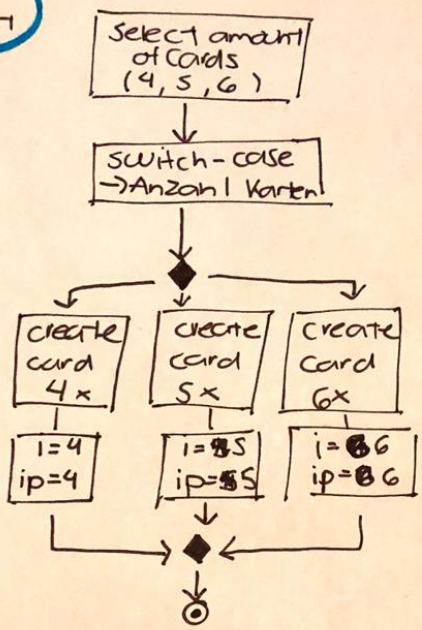 Select amount
of Cards
(4, 5, 6)
switch-case
->Anzahl Karten
create
card
4x
create
card
5x
create
Card
6x
i=4
ip=4
i=5
ip=5
i=6
ip=6